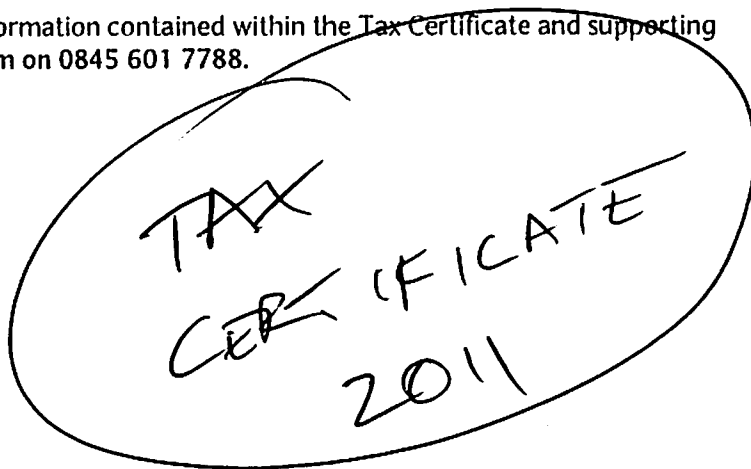 ormation contained within the Tax Certificate and supporting
m on 0845 601 7788.
TAX
CERTIFICATE
2011